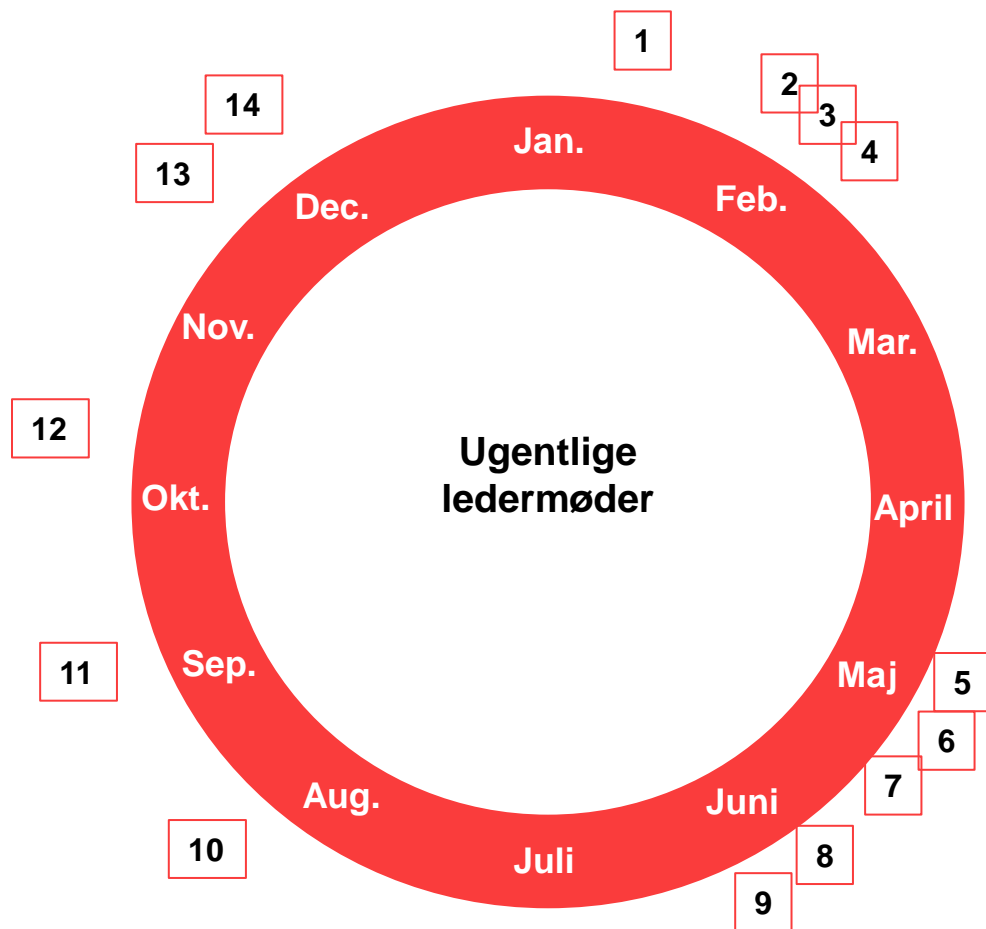 1
2
3
4
14
13
Jan.
Feb.
Dec.
Mar.
Nov.
12
Ugentlige
ledermøder
Okt.
April
11
Sep.
Maj
5
6
7
Aug.
Juni
10
Juli
8
9